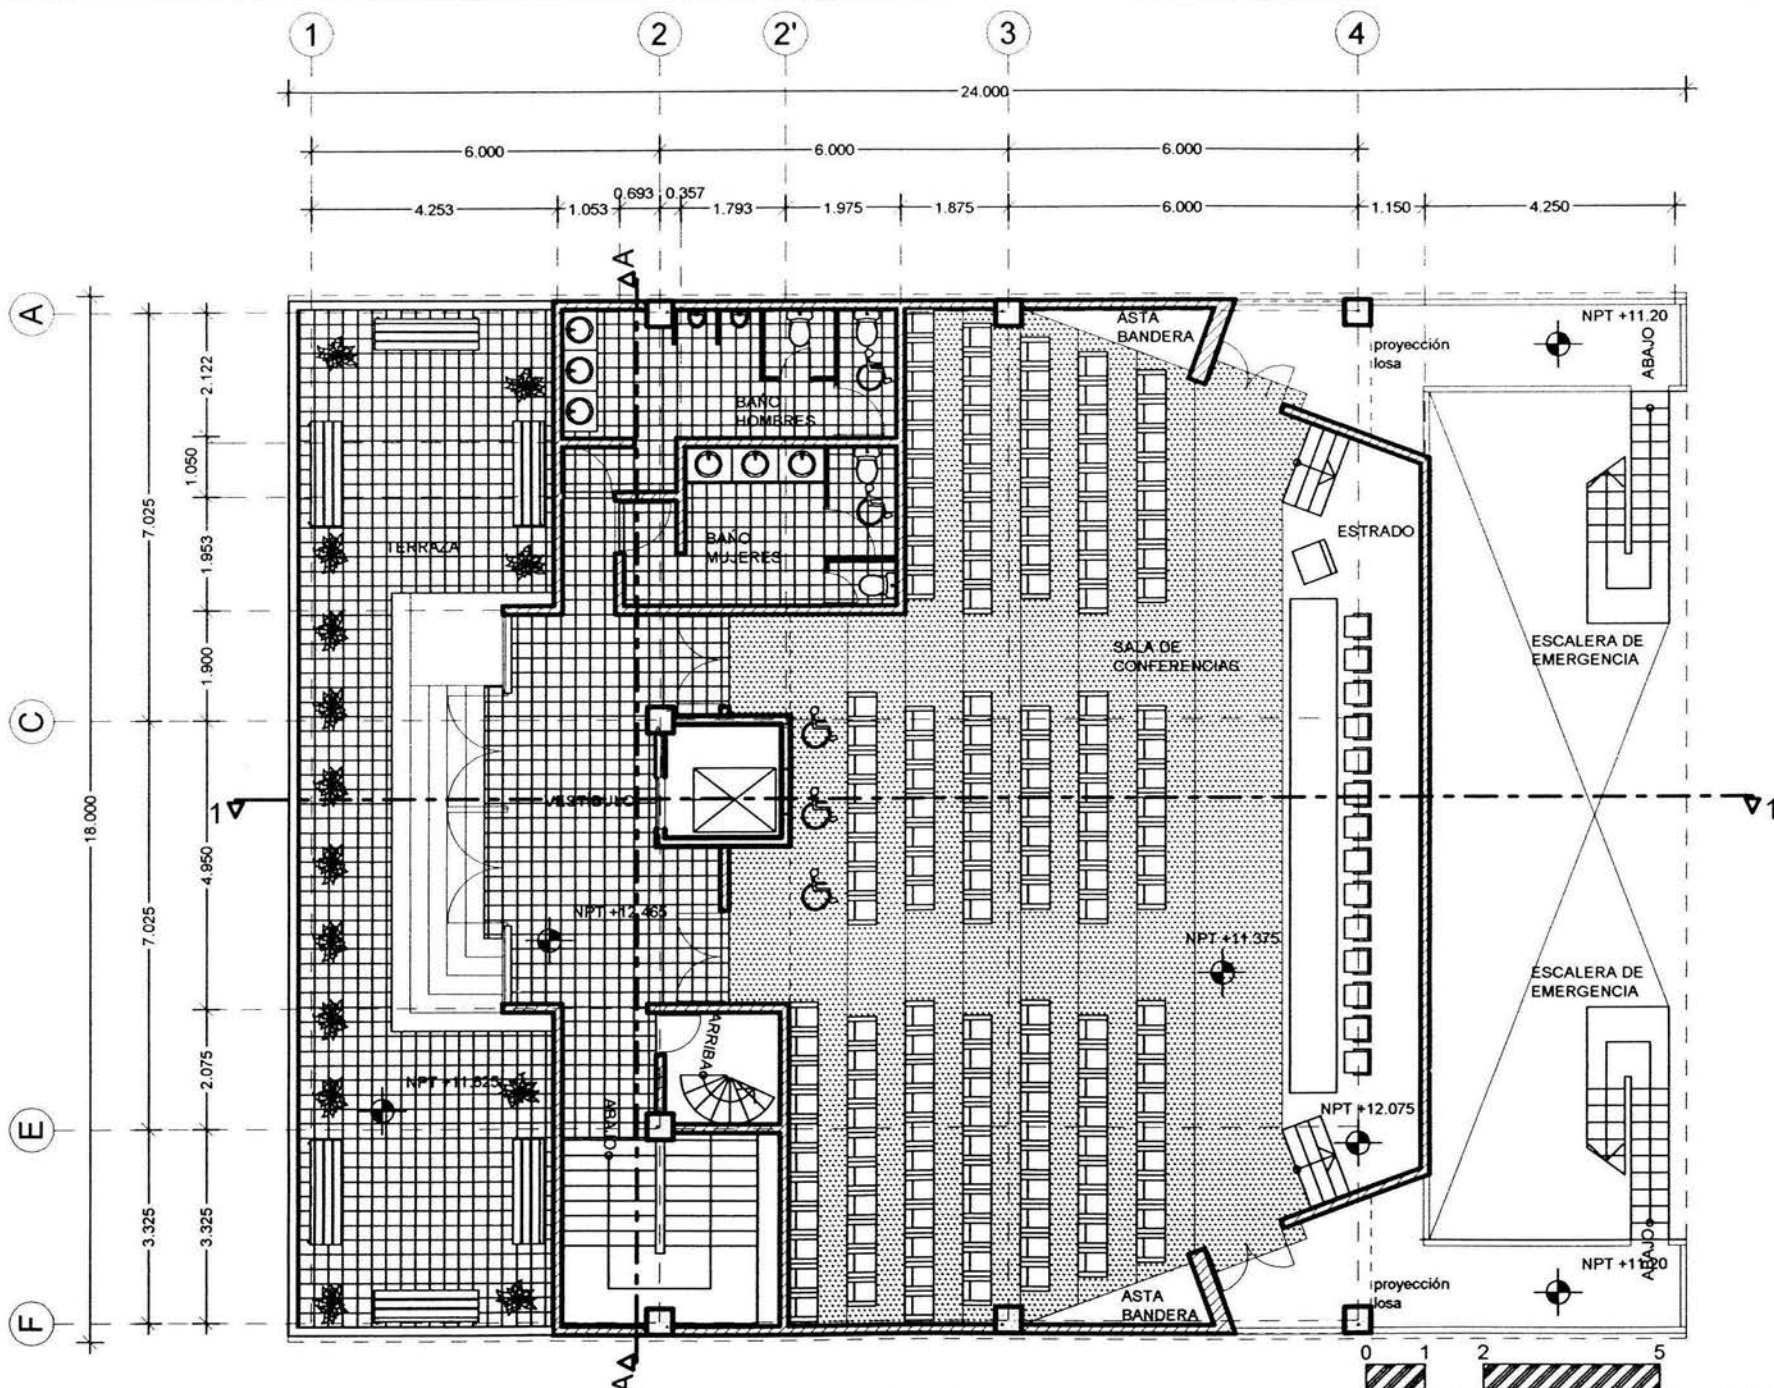 1 2 2' 3 4
24.000
6.000 6.000 6.000
0.693 0.357
4.253 1.053 1.793 1.975 1.875 6.000 1.150 4.250
A
A
ASTA
BANDERA
NPT +11.20
proyección
losa
ABAJO
2.122
BAÑO
HOMBRES
1.050
7.025
ESTRADO
TERRAZA
BAÑO
MUJERES
1.953
SALA DE
CONFERENCIAS
ESCALERA DE
EMERGENCIA
1.900
C
1 VESTIBULO 1
18.000
4.950
7.025
NPT +12.465
NPT +11.375
ESCALERA DE
EMERGENCIA
ARRIBA
2.075
NPT +11.825
ABAJO
NPT +12.075
E
3.325 3.325
ABAJO
NPT +11.20
proyección
losa
ASTA
BANDERA
F
A
0 1 2 5